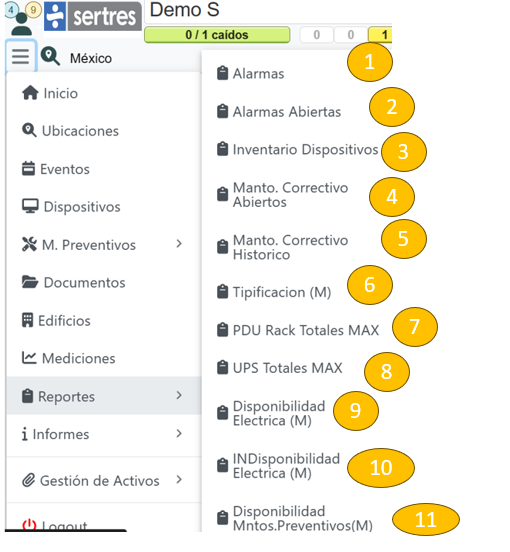 4 9
sertres
Demo S
0 / 1 caídos
0 0 1
México
Inicio
Ubicaciones
Eventos
Dispositivos
M. Preventivos
Documentos
Edificios
Mediciones
Reportes
Informes
Gestión de Activos
Logout
Alarmas 1
Alarmas Abiertas 2
Inventario Dispositivos 3
Manto. Correctivo
Abiertos 4
Manto. Correctivo
Historico 5
Tipificacion (M) 6
PDU Rack Totales MAX 7
UPS Totales MAX 8
Disponibilidad
Electrica (M) 9
INDisponibilidad
Electrica (M) 10
Disponibilidad
Mntos.Preventivos(M) 11